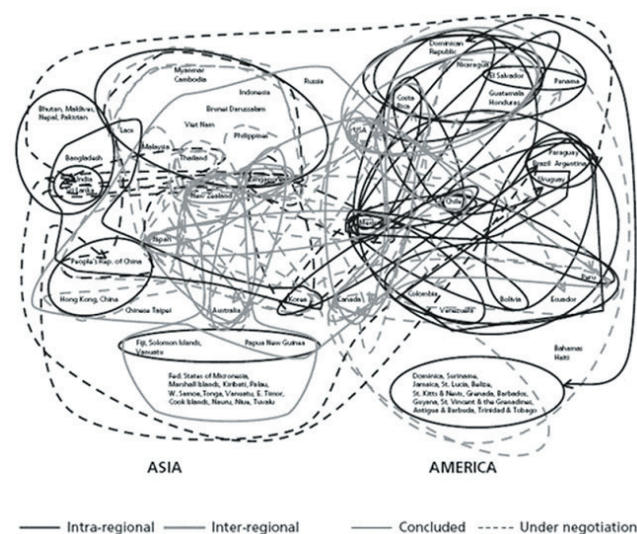 Dominican
Republic
Nicaragua
El Salvador
Panama
Guatemala
Honduras
Costa
Myanmar
Cambodia
Russia
Indonesia
Brunei Darussalam
Viet Nam
Philippines
Bhutan, Maldives,
Nepal, Pakistan
Laos
Malaysia
Thailand
Bangladesh
India
Sri Lanka
New Zealand
USA
Paraguay
Brazil Argentina
Uruguay
Chile
Mexico
Japan
People's Rep. of China
Hong Kong, China
Chinese Taipei
Australia
Korea
Canada
Colombia
Venezuela
Bolivia
Ecuador
Peru
Fiji, Solomon Islands,
Vanuatu
Papua New Guinea
Bahamas
Haiti
Fed. States of Micronesia,
Marshall Islands, Kiribati, Palau,
W. Samoa, Tonga, Vanuatu, E. Timor,
Cook Islands, Nauru, Niue, Tuvalu
Dominica, Suriname,
Jamaica, St. Lucia, Belize,
St. Kitts & Nevis, Grenada, Barbados,
Guyana, St. Vincent & the Grenadines,
Antigua & Barbuda, Trinidad & Tobago
ASIA
AMERICA
Intra-regional
Inter-regional
Concluded
Under negotiation